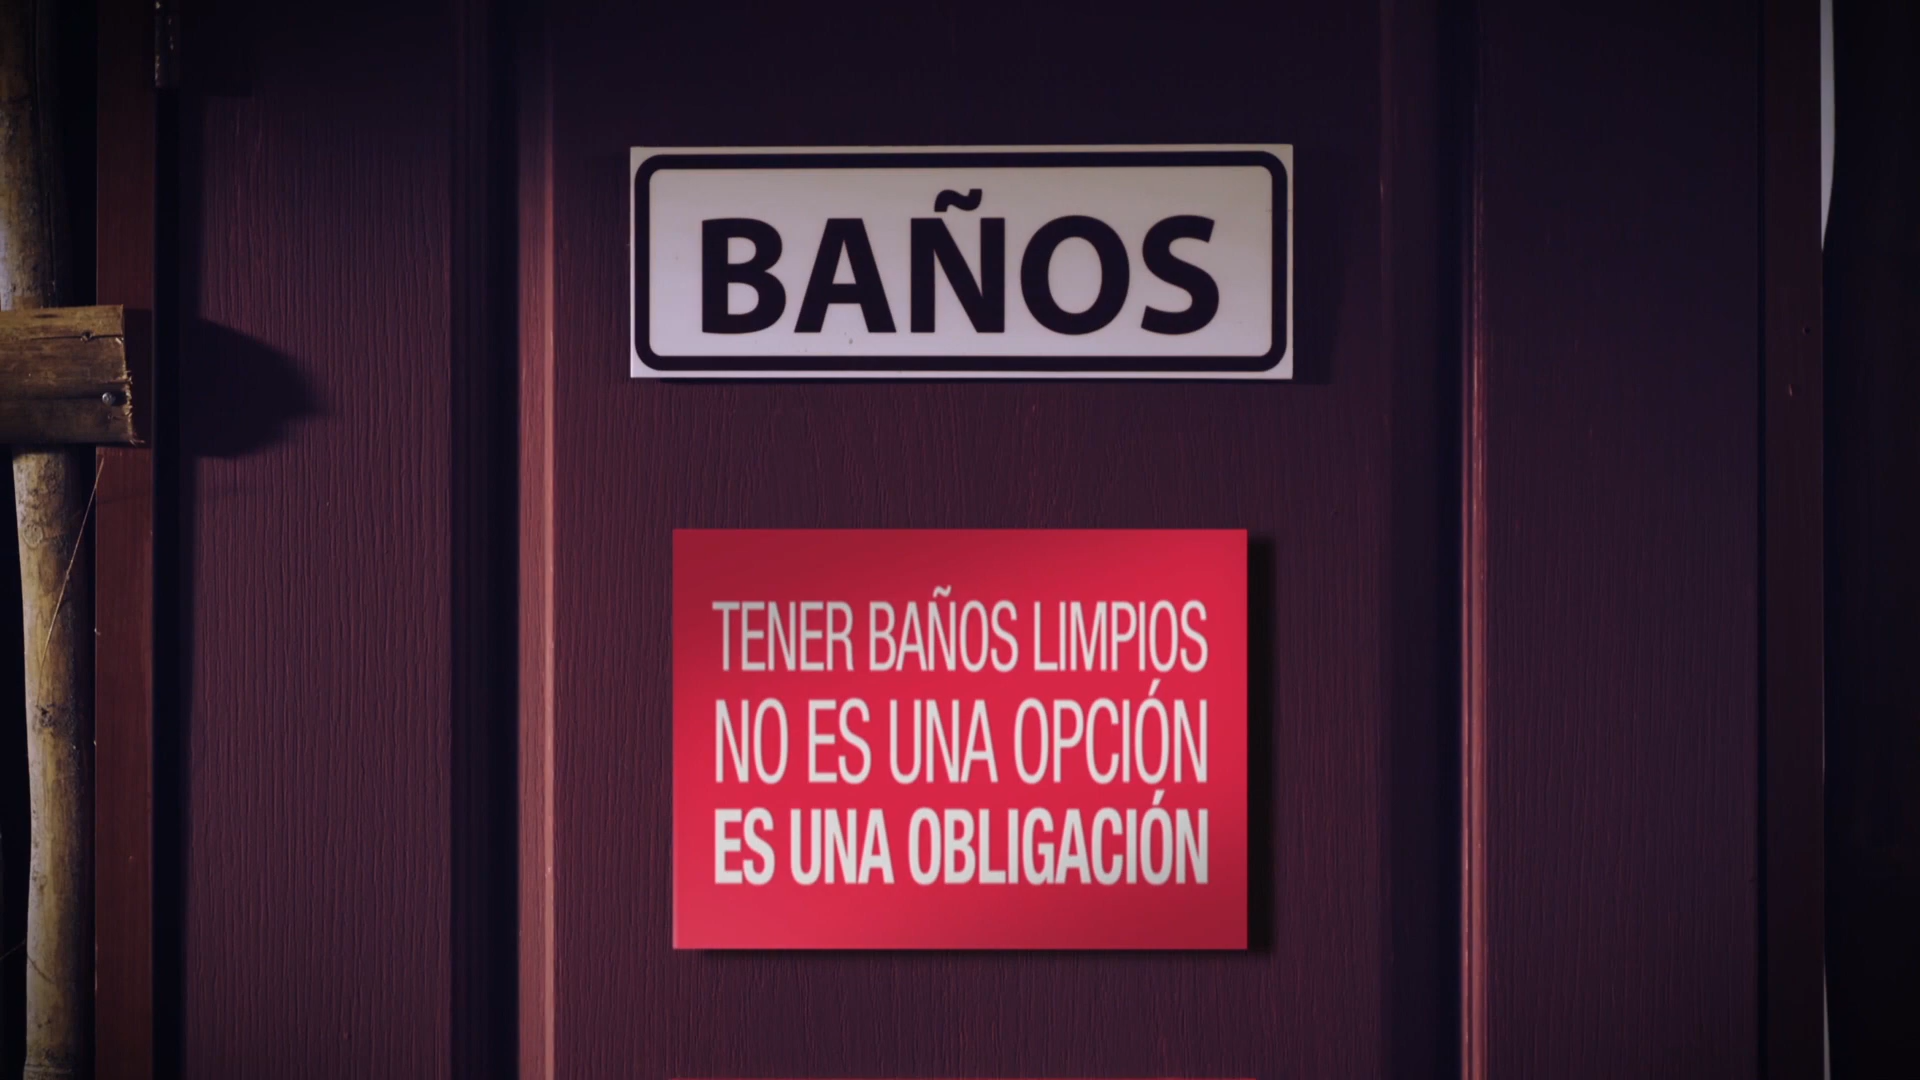 BAÑOS
TENER BAÑOS LIMPIOS
NO ES UNA OPCIÓN
ES UNA OBLIGACIÓN